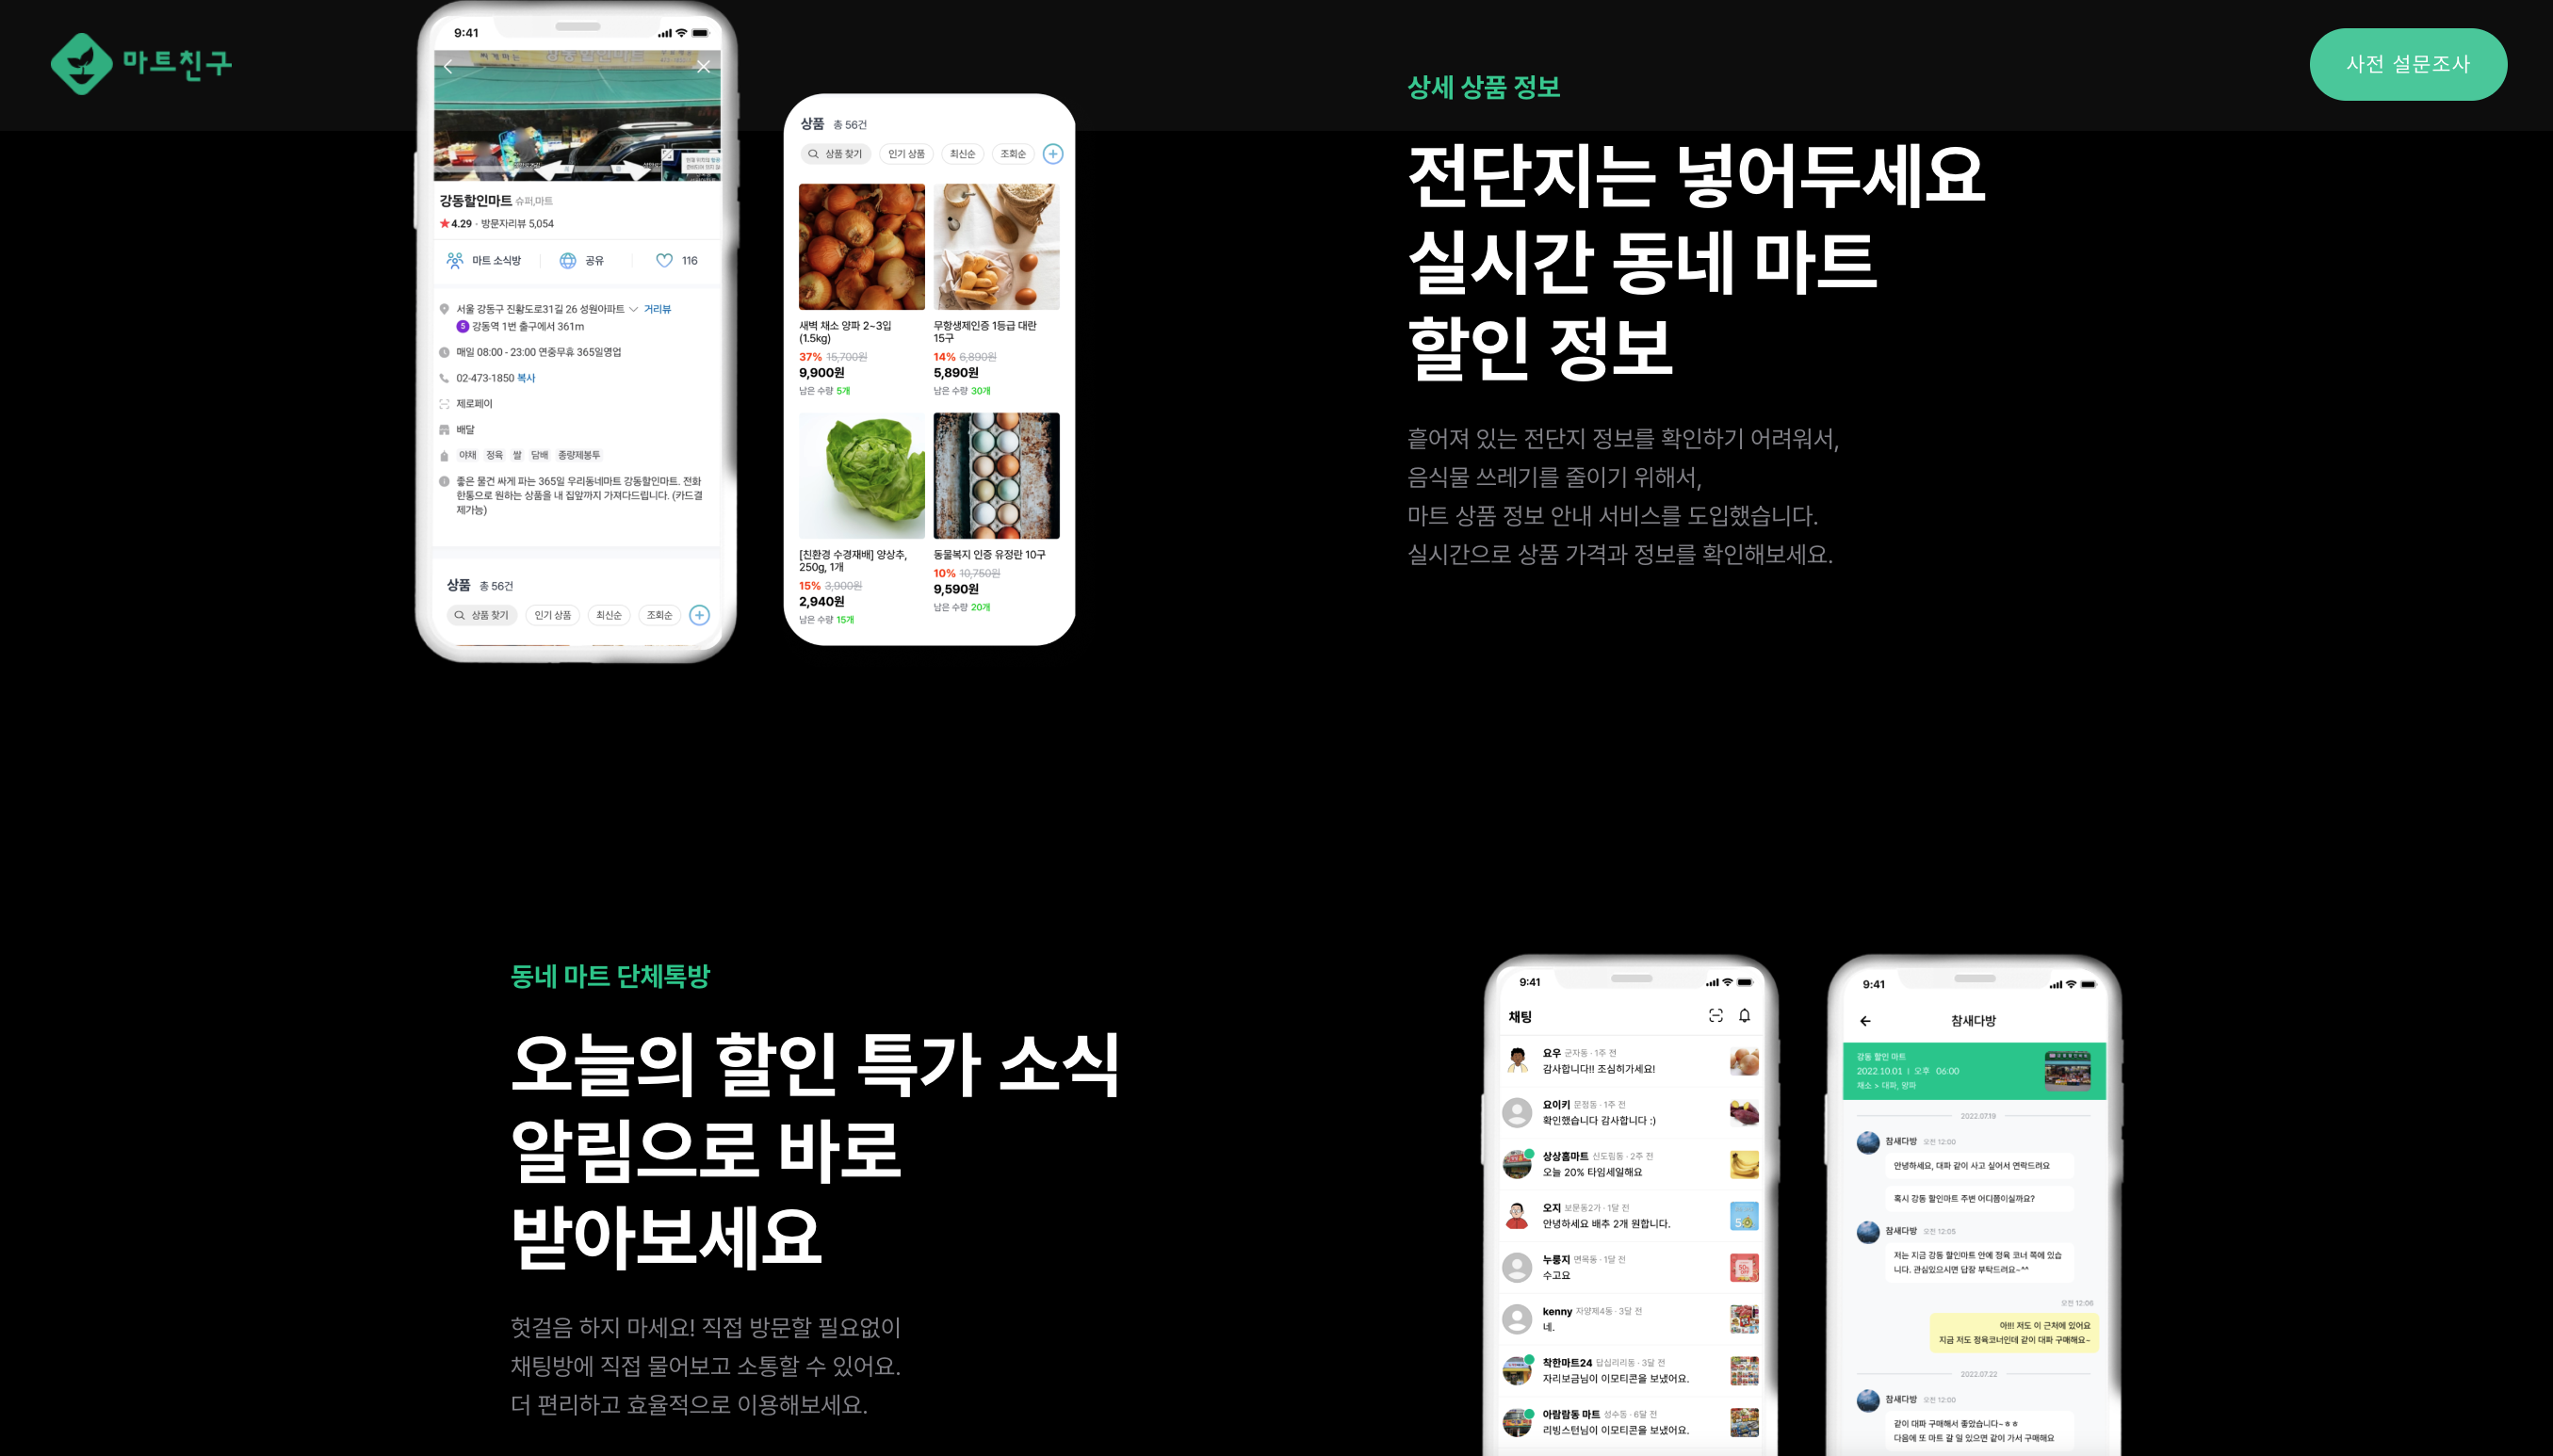 마트친구
사전 설문조사
9:41
강동할인마트 슈퍼,마트
4.29 - 방문자리뷰 5,054
마트 소식방
공유
116
서울 강동구 진황도로31길 26 성원아파트 거리뷰
5 강동역 1번 출구에서 361m
매일 08:00 - 23:00 연중무휴 365일영업
02-473-1850 복사
제로페이
배달
야채 정육 쌀 담배 종량제봉투
좋은 물건 싸게 파는 365일 우리동네마트 강동할인마트. 전화
한통으로 원하는 상품을 내 집앞까지 가져다드립니다. (카드결
제가능)
상품 총 56건
상품 찾기 인기 상품 최신순 조회순
상품 총 56건
상품 찾기 인기 상품 최신순 조회순
새벽 채소 양파 2~3입
(1.5kg)
37% 15,700원
9,900원
남은 수량 5개
무항생제인증 1등급 대란
15구
14% 6,890원
5,890원
남은 수량 30개
[친환경 수경재배] 양상추,
250g, 1개
15% 3,900원
2,940원
남은 수량 15개
동물복지 인증 유정란 10구
10% 10,750원
9,590원
남은 수량 20개
상세 상품 정보
전단지는 넣어두세요
실시간 동네 마트
할인 정보
흩어져 있는 전단지 정보를 확인하기 어려워서,
음식물 쓰레기를 줄이기 위해서,
마트 상품 정보 안내 서비스를 도입했습니다.
실시간으로 상품 가격과 정보를 확인해보세요.
동네 마트 단체톡방
오늘의 할인 특가 소식
알림으로 바로
받아보세요
헛걸음 하지 마세요! 직접 방문할 필요없이
채팅방에 직접 물어보고 소통할 수 있어요.
더 편리하고 효율적으로 이용해보세요.
9:41
채팅
요우 군자동 · 1주 전
감사합니다!! 조심히가세요!
요이키 문정동 · 1주 전
확인했습니다 감사합니다 :)
상상홈마트 신도림동 · 2주 전
오늘 20% 타임세일해요
오지 보문동2가 · 1달 전
안녕하세요 배추 2개 원합니다.
누룽지 면목동 · 1달 전
수고요
kenny 자양제4동 · 3달 전
네.
착한마트24 답십리동 · 3달 전
자리보금님이 이모티콘을 보냈어요.
아람람동 마트 성수동 · 6달 전
리빙스턴님이 이모티콘을 보냈어요.
9:41
참새다방
강동 할인 마트
2022.10.01 | 오후 06:00
채소 > 대파, 양파
2022.07.19
참새다방 오전 12:00
안녕하세요, 대파 같이 사고 싶어서 연락드려요
혹시 강동 할인마트 주변 어디쯤이실까요?
참새다방 오전 12:05
저는 지금 강동 할인마트 안에 정육 코너 쪽에 있습
니다. 관심있으시면 답장 부탁드려요~^^
오전 12:06
아!!! 저도 이 근처에 있어요
지금 저도 정육코너인데 같이 대파 구매해요~
2022.07.22
참새다방 오전 12:00
같이 대파 구매해서 좋았습니다~ㅎㅎ
다음에 또 마트 갈 일 있으면 같이 가서 구매해요